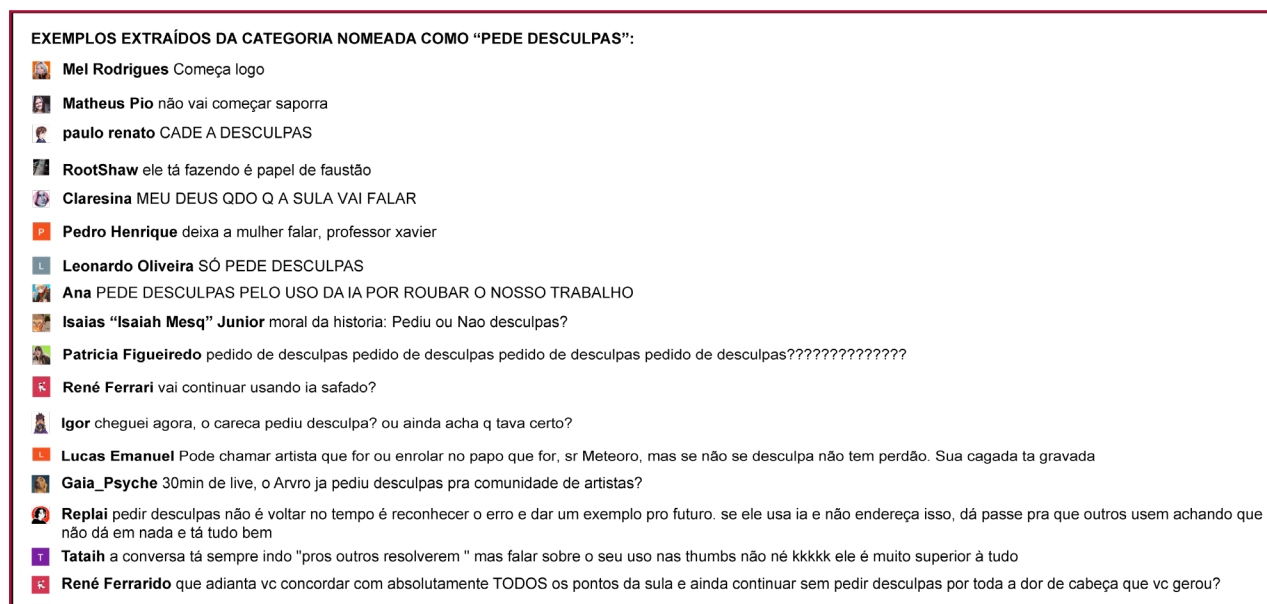 EXEMPLOS EXTRAÍDOS DA CATEGORIA NOMEADA COMO “PEDE DESCULPAS”:
Mel Rodrigues Começa logo
Matheus Pio não vai começar saporra
paulo renato CADE A DESCULPAS
RootShaw ele tá fazendo é papel de faustão
Claresina MEU DEUS QDO Q A SULA VAI FALAR
P Pedro Henrique deixa a mulher falar, professor xavier
L Leonardo Oliveira SÓ PEDE DESCULPAS
Ana PEDE DESCULPAS PELO USO DA IA POR ROUBAR O NOSSO TRABALHO
Isaias “Isaiah Mesq” Junior moral da historia: Pediu ou Nao desculpas?
Patricia Figueiredo pedido de desculpas pedido de desculpas pedido de desculpas pedido de desculpas??????????????
René Ferrari vai continuar usando ia safado?
Igor cheguei agora, o careca pediu desculpa? ou ainda acha q tava certo?
L Lucas Emanuel Pode chamar artista que for ou enrolar no papo que for, sr Meteoro, mas se não se desculpa não tem perdão. Sua cagada ta gravada
Gaia_Psyche 30min de live, o Arvro ja pediu desculpas pra comunidade de artistas?
Replai pedir desculpas não é voltar no tempo é reconhecer o erro e dar um exemplo pro futuro. se ele usa ia e não endereça isso, dá passe pra que outros usem achando que
não dá em nada e tá tudo bem
T Tataih a conversa tá sempre indo "pros outros resolverem " mas falar sobre o seu uso nas thumbs não né kkkkk ele é muito superior à tudo
René Ferrarido que adianta vc concordar com absolutamente TODOS os pontos da sula e ainda continuar sem pedir desculpas por toda a dor de cabeça que vc gerou?